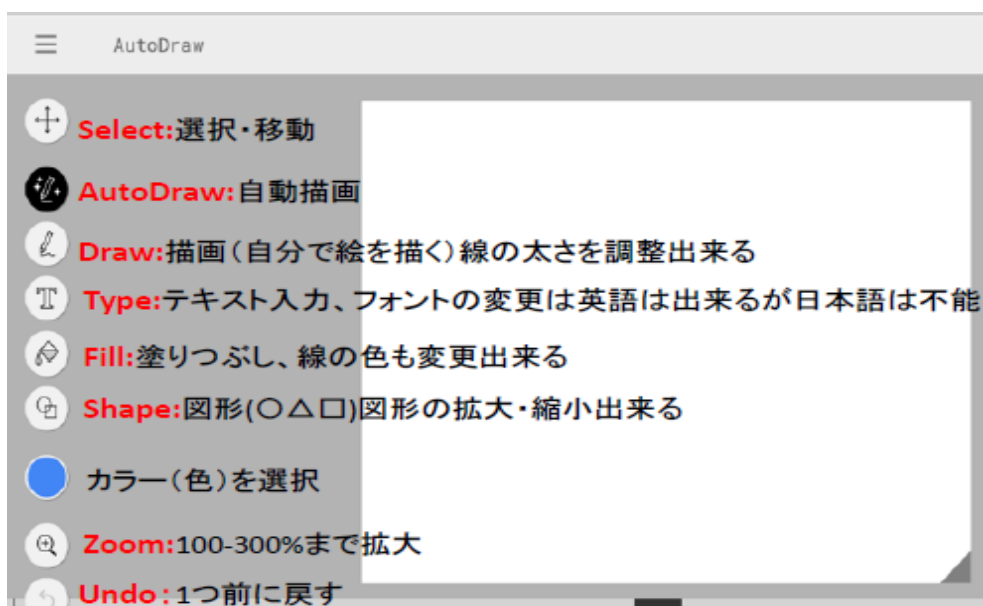 AutoDraw
Select:選択・移動
AutoDraw:自動描画
Draw:描画(自分で絵を描く)線の太さを調整出来る
Type:テキスト入力、フォントの変更は英語は出来るが日本語は不能
Fill:塗りつぶし、線の色も変更出来る
Shape:図形(〇△□)図形の拡大・縮小出来る
カラー(色)を選択
Zoom:100-300%まで拡大
Undo:1つ前に戻す